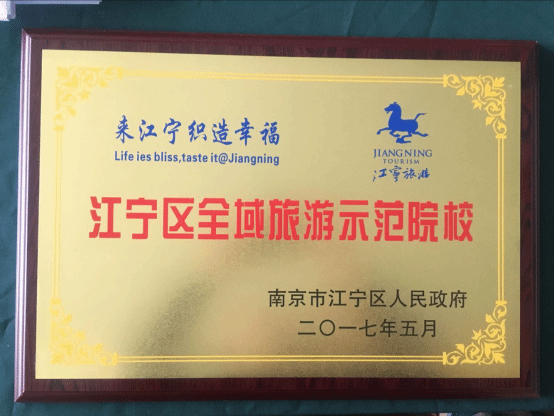 来江宁织造幸福
Life ies bliss,taste it@Jiangning
JIANGNING
TOURISM
江寧旅游
江宁区全域旅游示范院校
南京市江宁区人民政府
二〇一七年五月